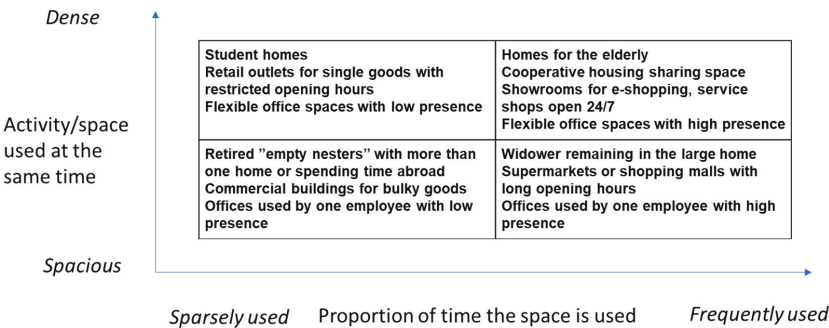 Dense
Student homes
Retail outlets for single goods with
restricted opening hours
Flexible office spaces with low presence
Homes for the elderly
Cooperative housing sharing space
Showrooms for e-shopping, service
shops open 24/7
Flexible office spaces with high presence
Activity/space
used at the
same time
Retired ”empty nesters” with more than
one home or spending time abroad
Commercial buildings for bulky goods
Offices used by one employee with low
presence
Widower remaining in the large home
Supermarkets or shopping malls with
long opening hours
Offices used by one employee with high
presence
Spacious
Sparsely used
Proportion of time the space is used
Frequently used